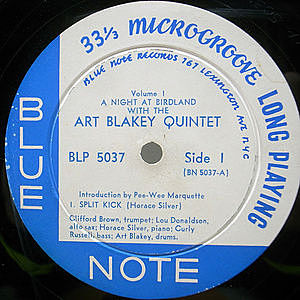 33⅓ MICROGROOVE LONG PLAYING
BLUE NOTE RECORDS 767 LEXINGTON AVE NYC
Volume 1
A NIGHT AT BIRDLAND
WITH THE
ART BLAKEY QUINTET
BLP 5037 Side 1
(BN 5037-A)
Introduction by Pee-Wee Marquette
1. SPLIT KICK (Horace Silver)
Clifford Brown, trumpet; Lou Donaldson,
alto sax; Horace Silver, piano; Curly
Russell, bass; Art Blakey, drums.
BLUE
NOTE